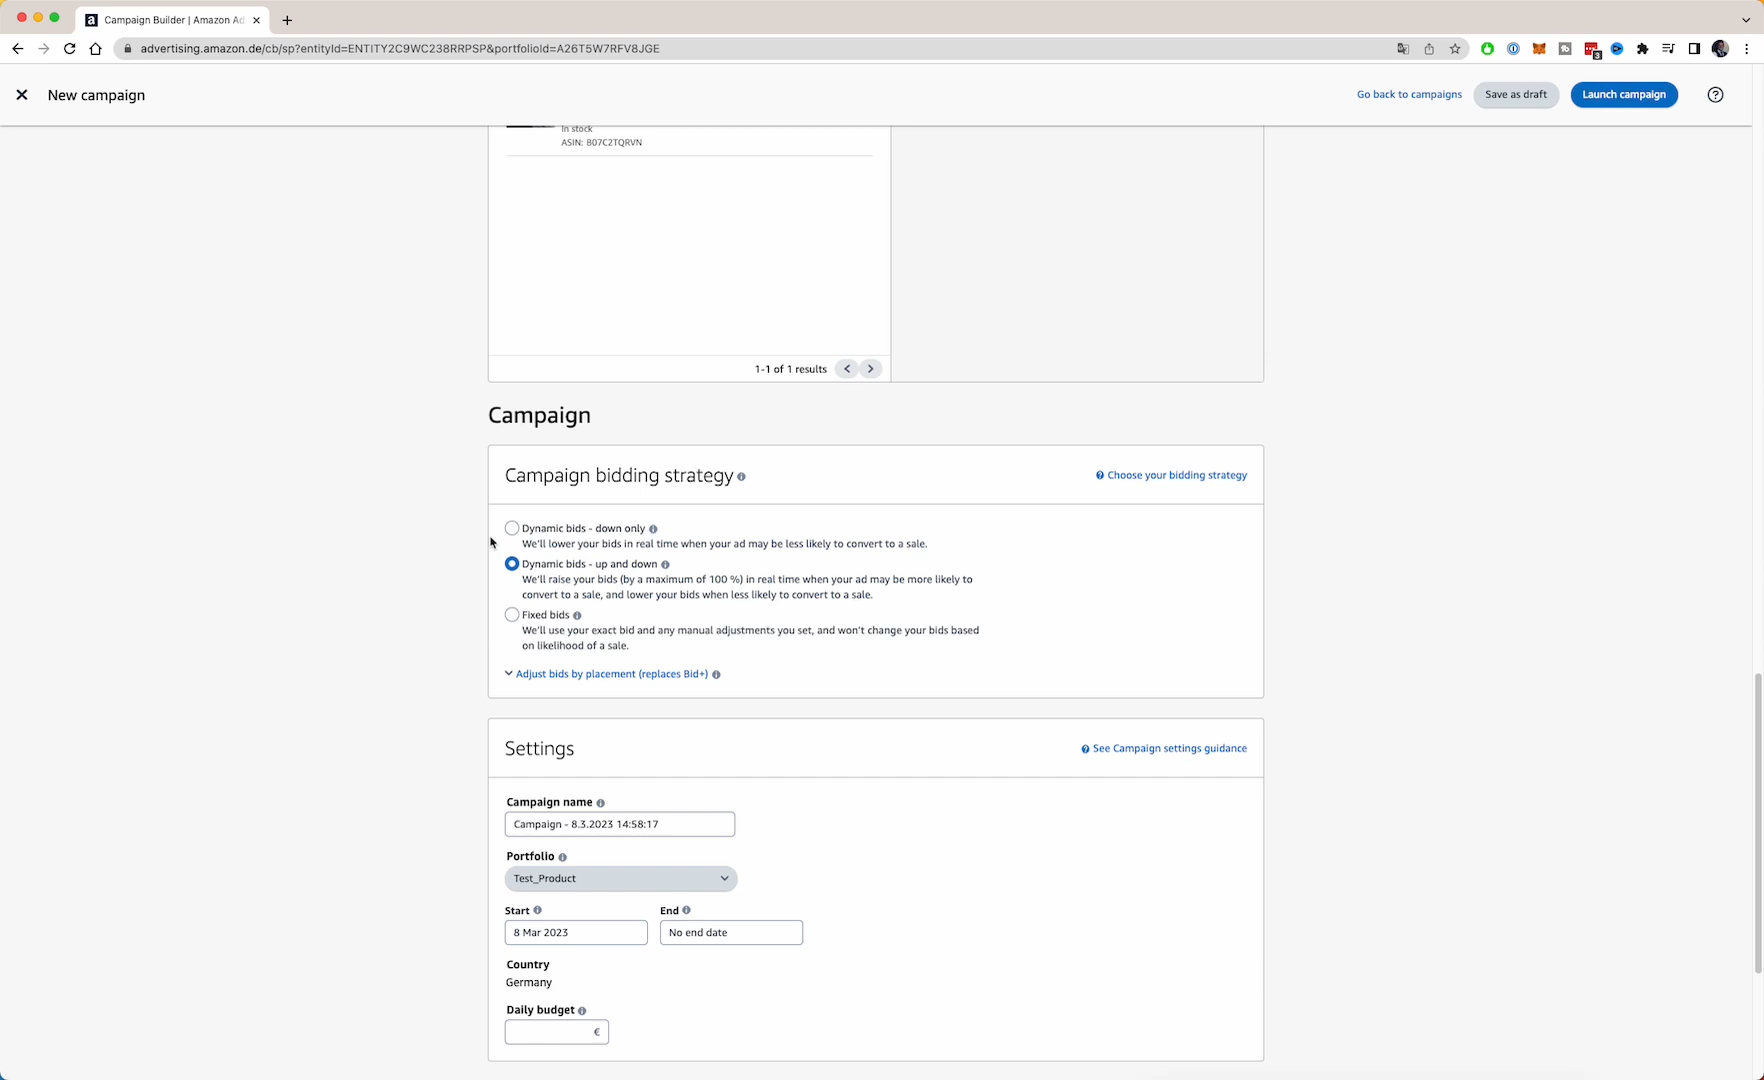 Campaign Builder | Amazon Ad
advertising.amazon.de/cb/sp?entityId=ENTITY2C9WC238RRPSP&portfolioId=A26T5W7RFV8JGE
New campaign
Go back to campaigns
Save as draft
Launch campaign
In stock
ASIN: B07C2TQRVN
1-1 of 1 results
Campaign
Campaign bidding strategy
Choose your bidding strategy
Dynamic bids - down only
We'll lower your bids in real time when your ad may be less likely to convert to a sale.
Dynamic bids - up and down
We'll raise your bids (by a maximum of 100 %) in real time when your ad may be more likely to
convert to a sale, and lower your bids when less likely to convert to a sale.
Fixed bids
We'll use your exact bid and any manual adjustments you set, and won't change your bids based
on likelihood of a sale.
Adjust bids by placement (replaces Bid+)
Settings
See Campaign settings guidance
Campaign name
Campaign - 8.3.2023 14:58:17
Portfolio
Test_Product
Start
End
8 Mar 2023
No end date
Country
Germany
Daily budget
€